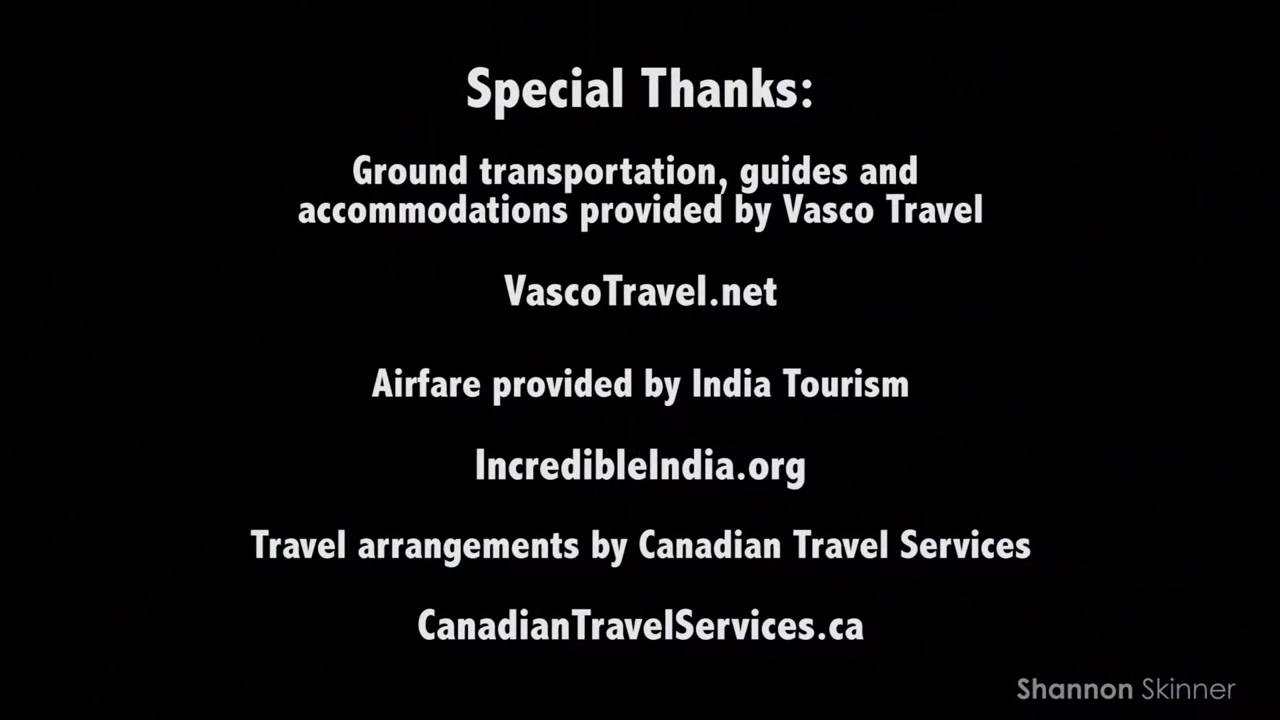 Special Thanks:
Ground transportation, guides and
accommodations provided by Vasco Travel
VascoTravel.net
Airfare provided by India Tourism
IncredibleIndia.org
Travel arrangements by Canadian Travel Services
CanadianTravelServices.ca
Shannon Skinner